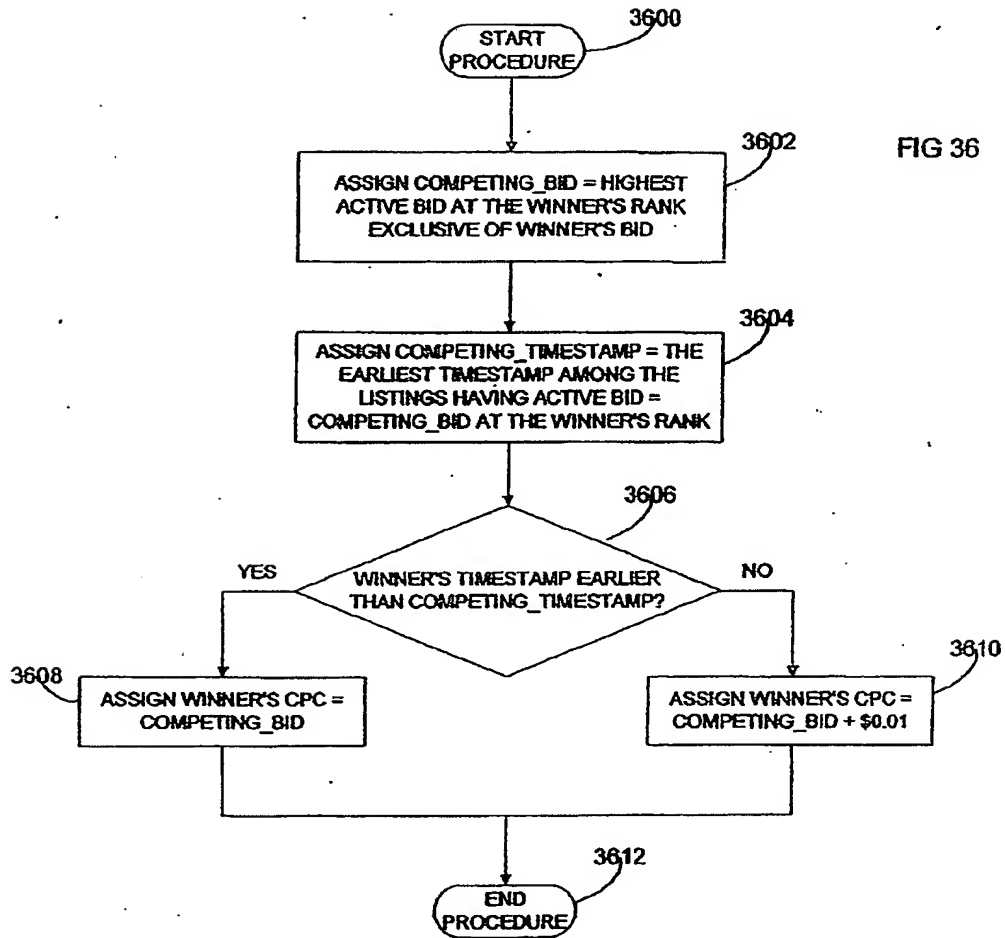 3600
START
PROCEDURE
3602
FIG 36
ASSIGN COMPETING_BID = HIGHEST
ACTIVE BID AT THE WINNER'S RANK
EXCLUSIVE OF WINNER'S BID
3604
ASSIGN COMPETING_TIMESTAMP = THE
EARLIEST TIMESTAMP AMONG THE
LISTINGS HAVING ACTIVE BID =
COMPETING_BID AT THE WINNER'S RANK
3606
YES
WINNER'S TIMESTAMP EARLIER
THAN COMPETING_TIMESTAMP?
NO
3608
ASSIGN WINNER'S CPC =
COMPETING_BID
3610
ASSIGN WINNER'S CPC =
COMPETING_BID + $0.01
3612
END
PROCEDURE